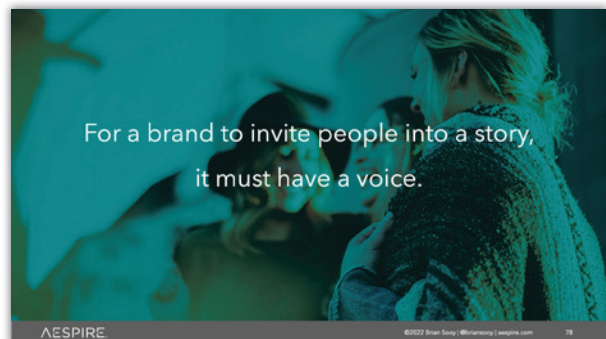 For a brand to invite people into a story,
it must have a voice.
AESPIRE ©2022 Brian Sooy | @briansooy | aespire.com 78